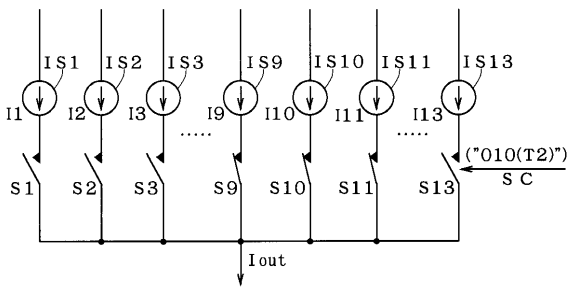 IS1 IS2 IS3 IS9 IS10 IS11 IS13
I1 I2 I3 ..... I9 I10 I11 ..... I13
("010(T2)")
S1 S2 S3 S9 S10 S11 S13 SC
Iout